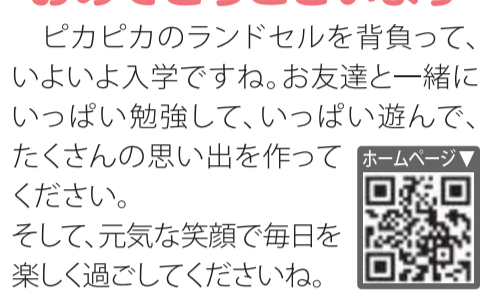 ピカピカのランドセルを背負って、
いよいよ入学ですね。お友達と一緒に
いっぱい勉強して、いっぱい遊んで、
たくさんの思い出を作って
ください。
そして、元気な笑顔で毎日を
楽しく過ごしてくださいね。
ホームページ▼